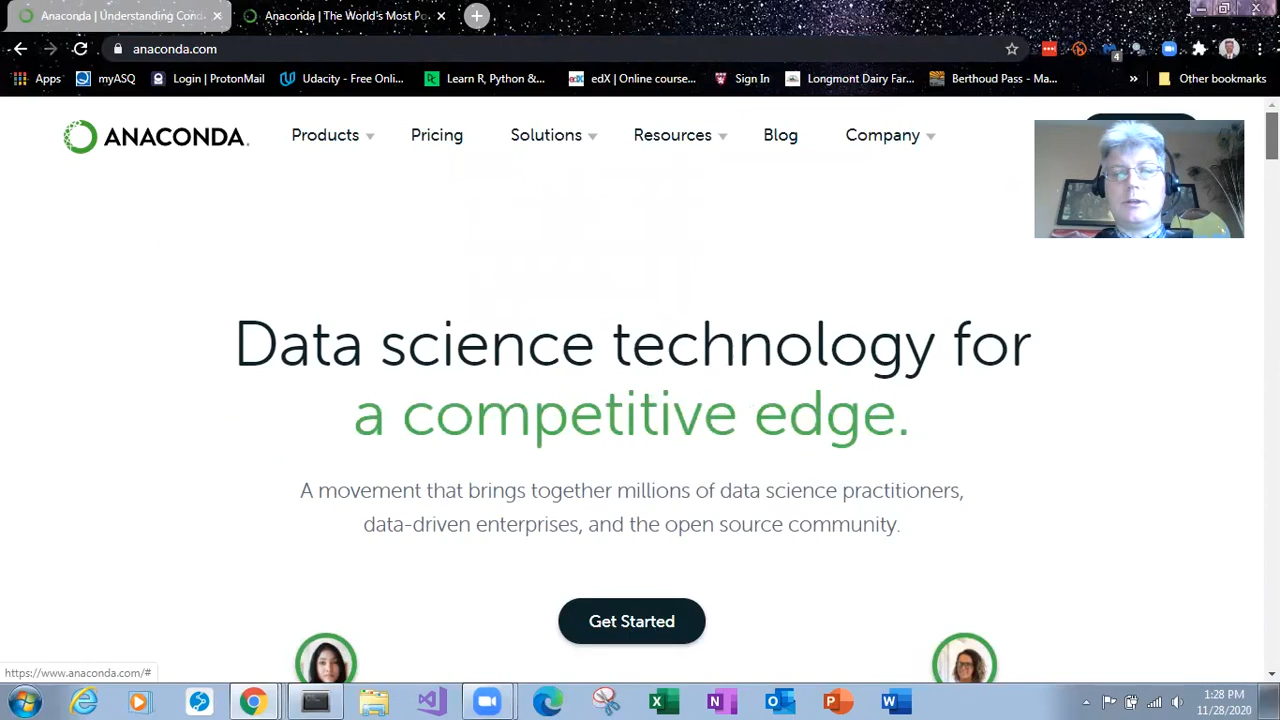 Anaconda | Understanding Cond
Anaconda | The World's Most Po
anaconda.com
4
Apps
myASQ
Login | ProtonMail
Udacity - Free Onl...
Learn R, Python &...
edX | Online course...
Sign In
Longmont Dairy Far...
Berthoud Pass - Ma...
»
Other bookmarks
ANACONDA.
Products
Pricing
Solutions
Resources
Blog
Company
Data science technology for
a competitive edge.
A movement that brings together millions of data science practitioners,
data-driven enterprises, and the open source community.
Get Started
https://www.anaconda.com/#
1:28 PM
11/28/2020